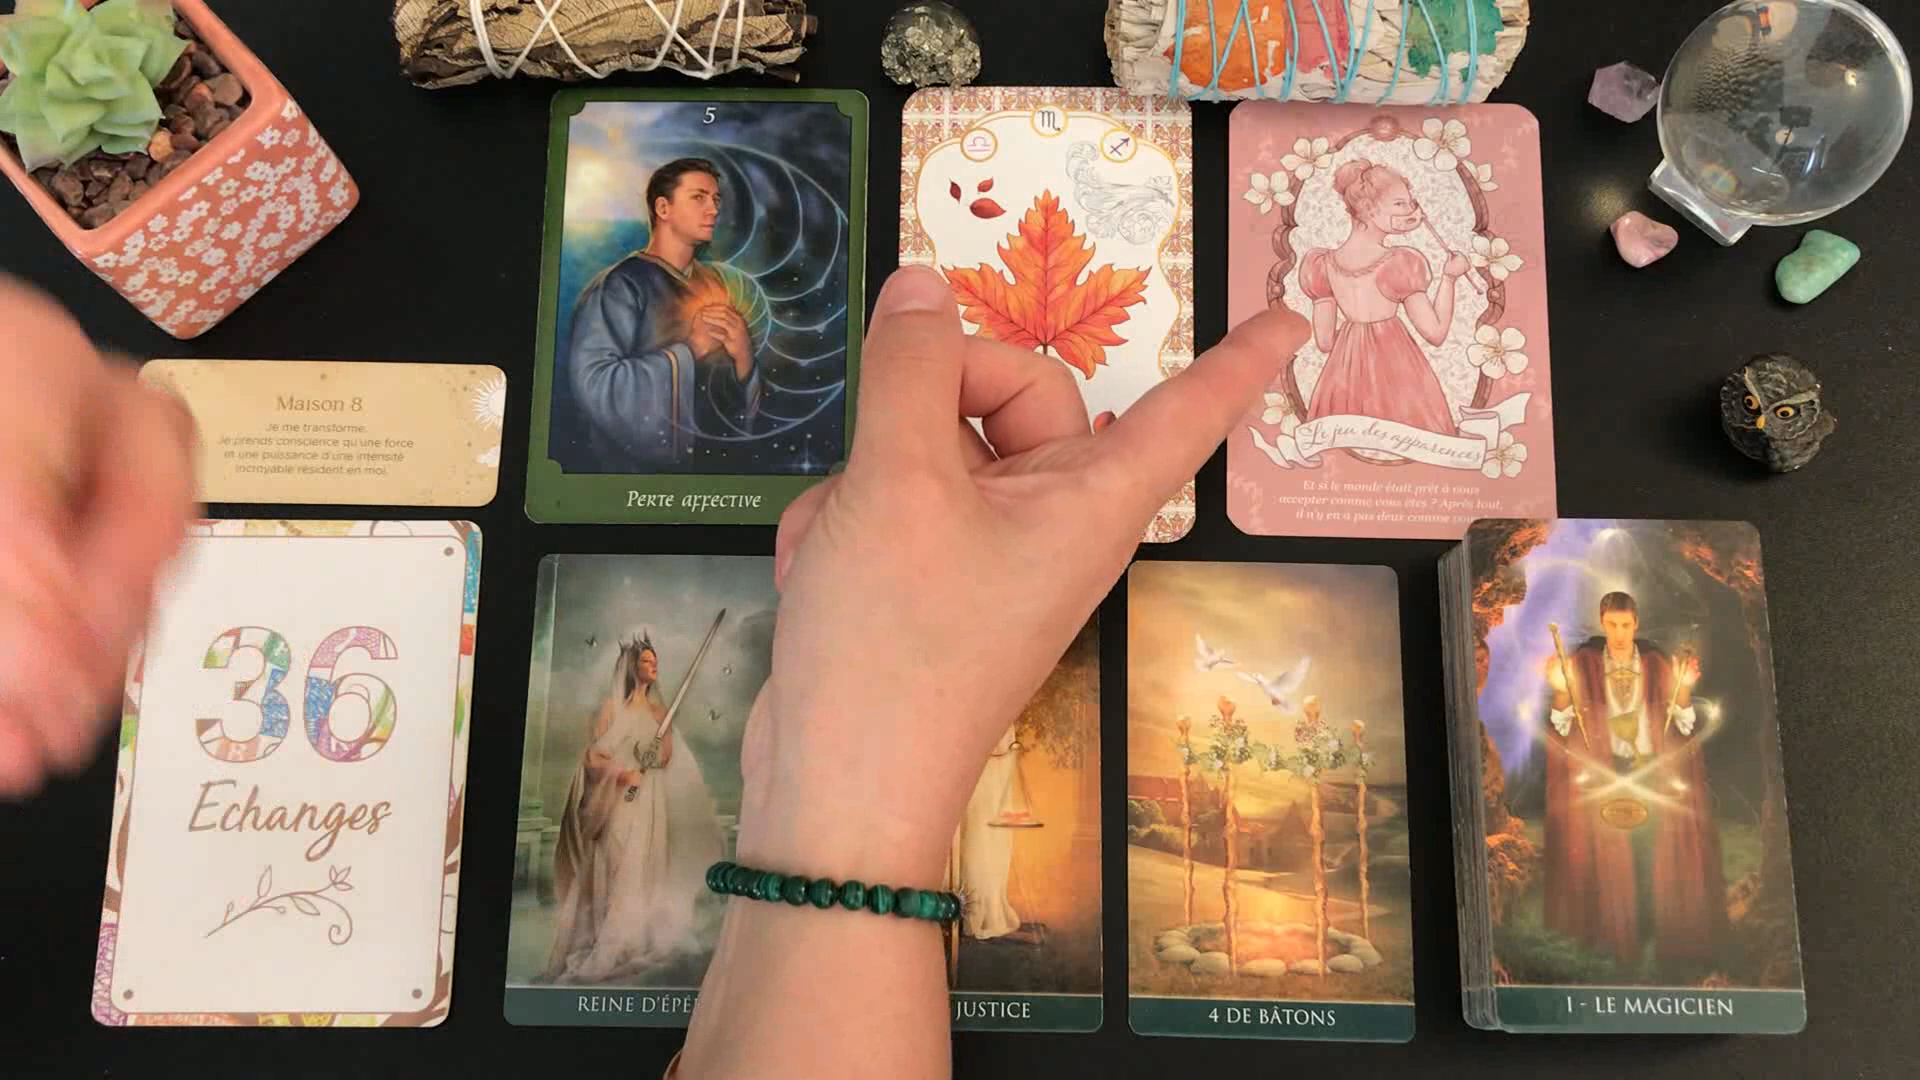 5
♎ ♏ ♐
PERTE AFFECTIVE
Le jeu des apparences
Et si le monde était prêt à vous
accepter comme vous êtes ? Après tout,
il n'y en a pas deux comme
Maison 8
Je me transforme.
Je prends conscience qu'une force
et une puissance d'une intensité
incroyable résident en moi.
36
Echanges
REINE D'ÉPÉ
JUSTICE
4 DE BÂTONS
I - LE MAGICIEN